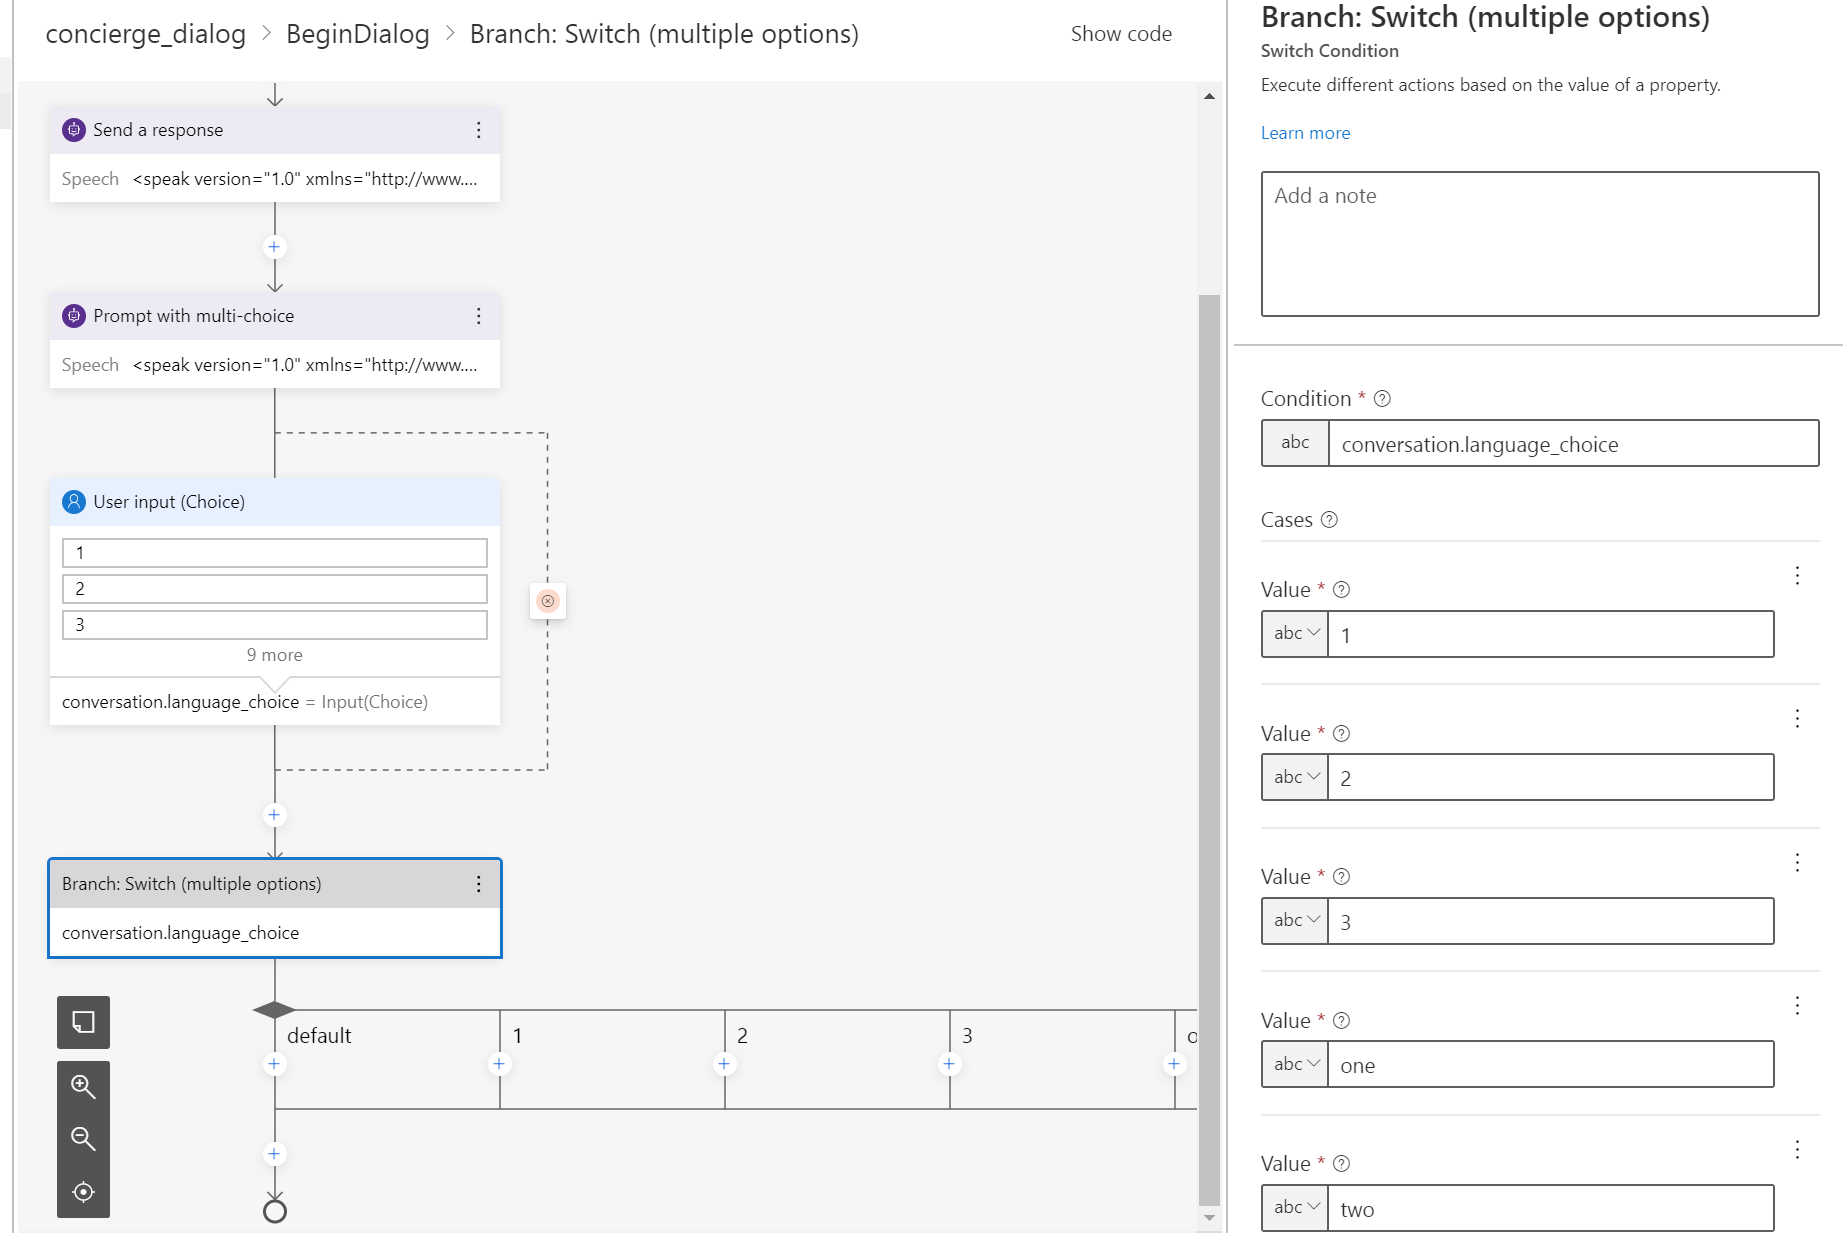 concierge_dialog > BeginDialog > Branch: Switch (multiple options)
Show code
Send a response
Speech <speak version="1.0" xmlns="http://www....
Prompt with multi-choice
Speech <speak version="1.0" xmlns="http://www....
User input (Choice)
1
2
3
9 more
conversation.language_choice = Input(Choice)
Branch: Switch (multiple options)
conversation.language_choice
default
1
2
3
Branch: Switch (multiple options)
Switch Condition
Execute different actions based on the value of a property.
Learn more
Add a note
Condition *
abc conversation.language_choice
Cases
Value *
abc 1
Value *
abc 2
Value *
abc 3
Value *
abc one
Value *
abc two